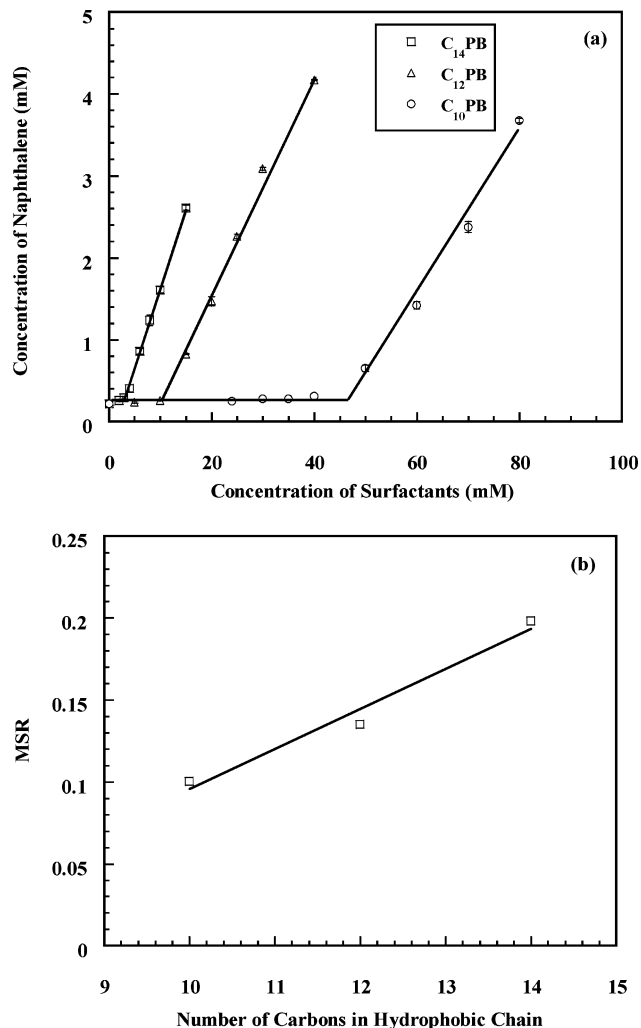 5
(a)
C14PB
C12PB
C10PB
4
3
2
1
0
Concentration of Naphthalene (mM)
0 20 40 60 80 100
Concentration of Surfactants (mM)
0.25
(b)
0.2
0.15
0.1
0.05
0
MSR
9 10 11 12 13 14 15
Number of Carbons in Hydrophobic Chain